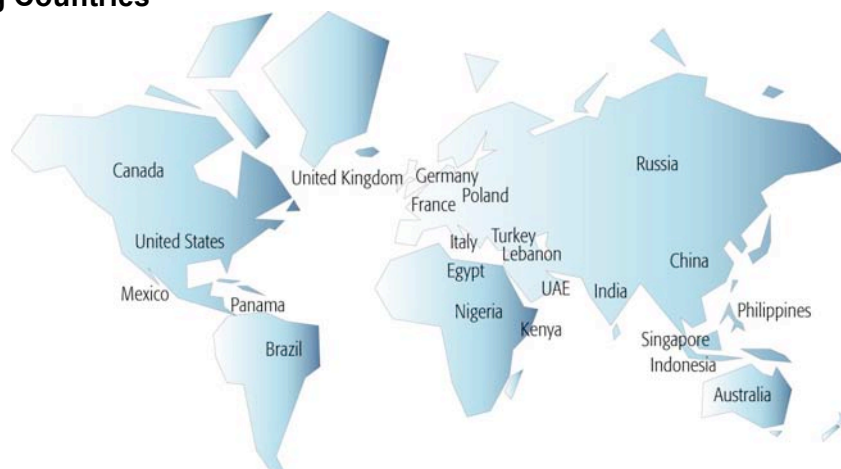 Countries
Canada
United Kingdom
Germany
Poland
France
Russia
United States
Italy
Turkey
Lebanon
China
Egypt
Mexico
Panama
UAE
India
Nigeria
Philippines
Kenya
Brazil
Singapore
Indonesia
Australia